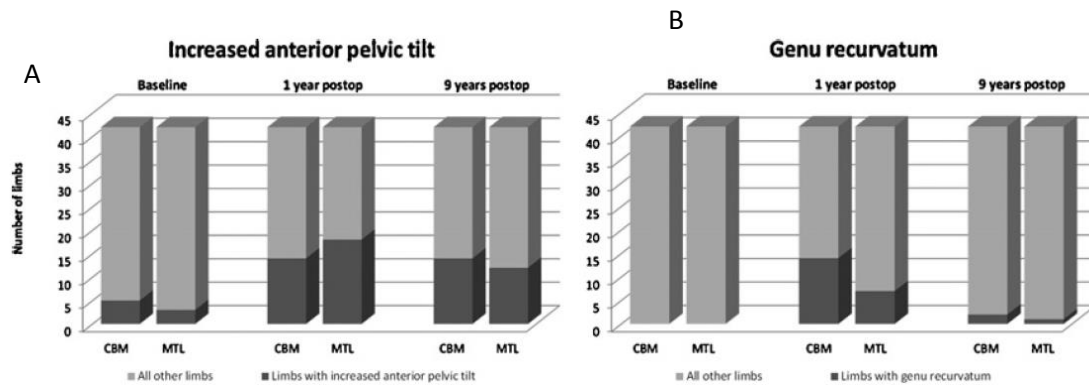 A
Increased anterior pelvic tilt
Baseline 1 year postop 9 years postop
Number of limbs
45
40
35
30
25
20
15
10
5
0
CBM MTL CBM MTL CBM MTL
All other limbs Limbs with increased anterior pelvic tilt
B
Genu recurvatum
Baseline 1 year postop 9 years postop
45
40
35
30
25
20
15
10
5
0
CBM MTL CBM MTL CBM MTL
All other limbs Limbs with genu recurvatum